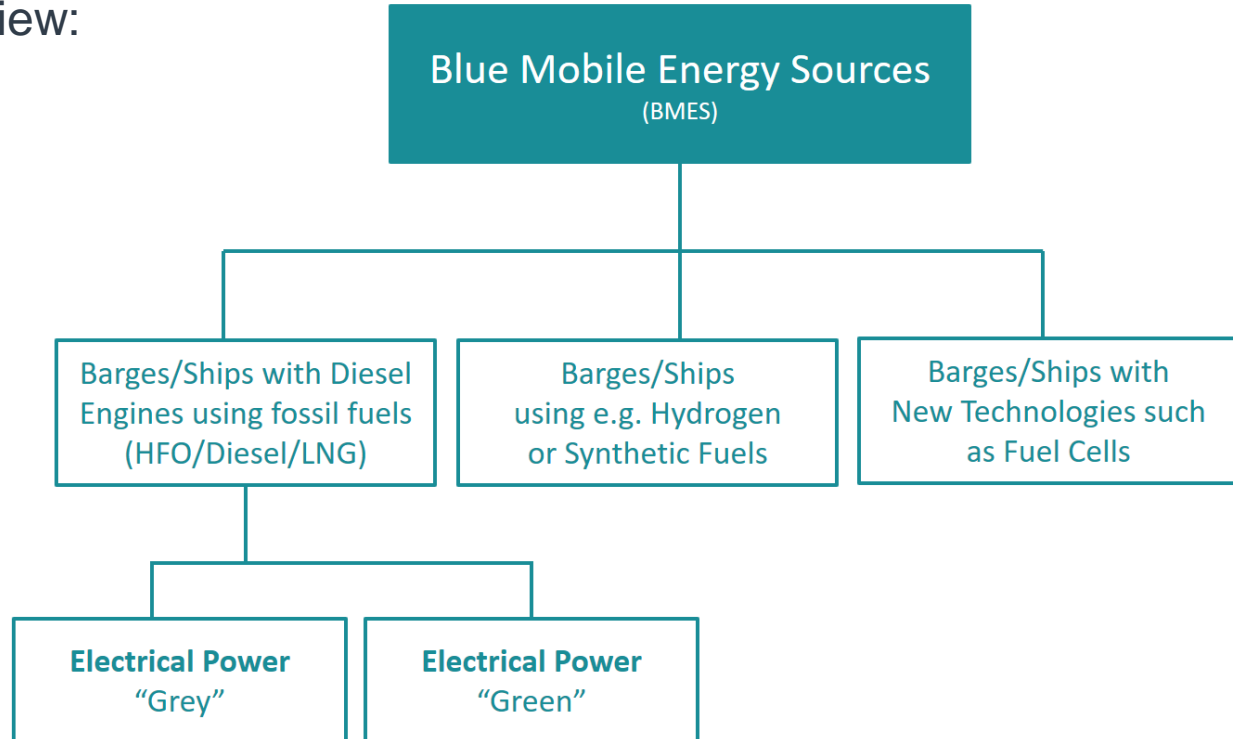 iew:
Blue Mobile Energy Sources
(BMES)
Barges/Ships with Diesel
Engines using fossil fuels
(HFO/Diesel/LNG)
Barges/Ships
using e.g. Hydrogen
or Synthetic Fuels
Barges/Ships with
New Technologies such
as Fuel Cells
Electrical Power
“Grey”
Electrical Power
“Green”